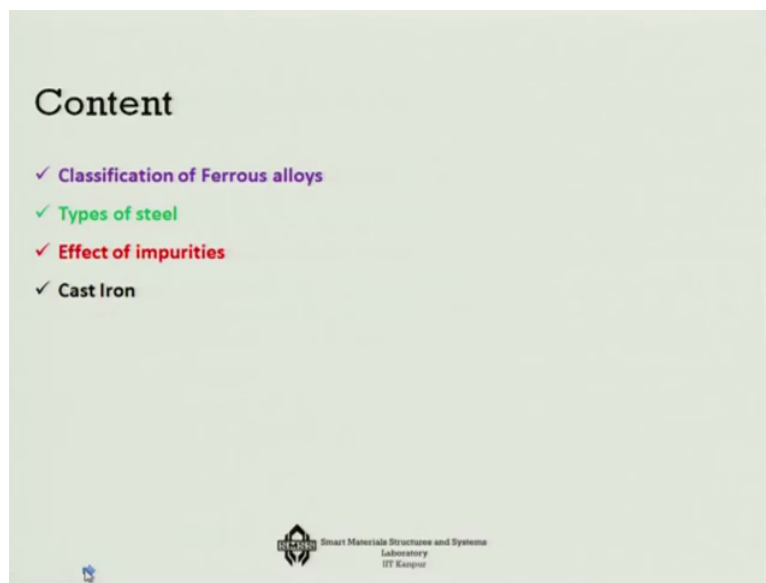 Content
✓ Classification of Ferrous alloys
✓ Types of steel
✓ Effect of impurities
✓ Cast Iron
Smart Materials Structures and Systems
Laboratory
IIT Kanpur